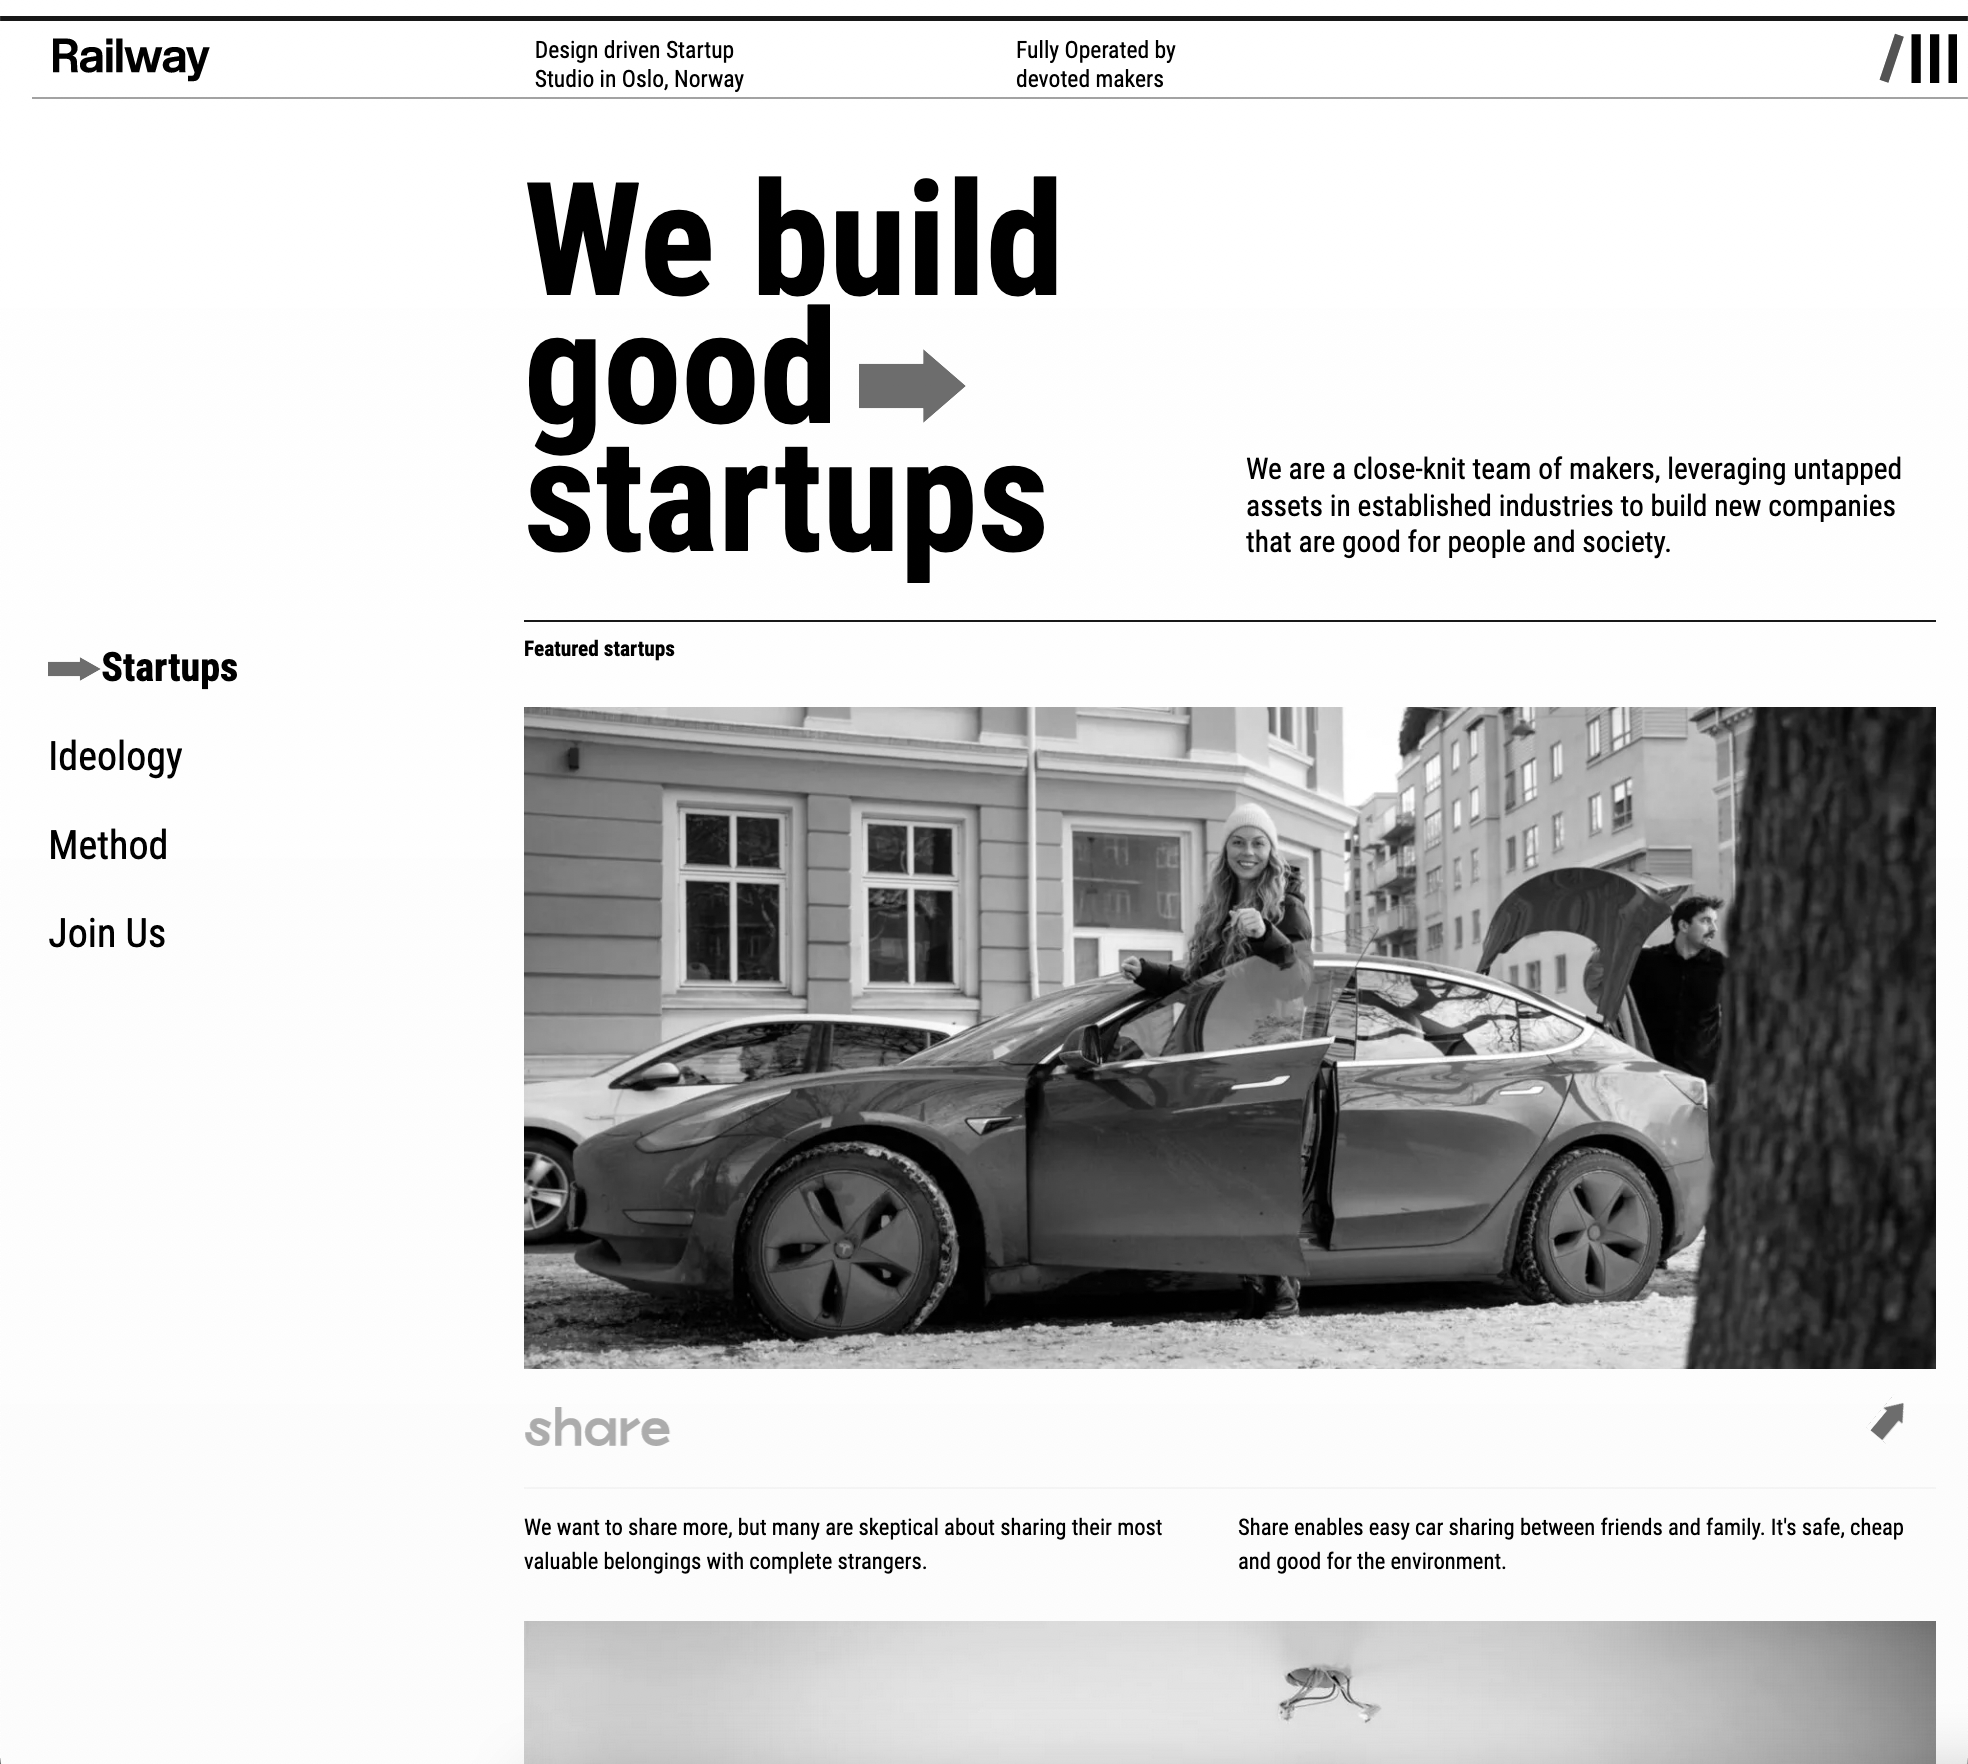 Railway
Design driven Startup
Studio in Oslo, Norway
Fully Operated by
devoted makers
We build
good
startups
We are a close-knit team of makers, leveraging untapped
assets in established industries to build new companies
that are good for people and society.
Startups
Ideology
Method
Join Us
Featured startups
share
We want to share more, but many are skeptical about sharing their most
valuable belongings with complete strangers.
Share enables easy car sharing between friends and family. It's safe, cheap
and good for the environment.